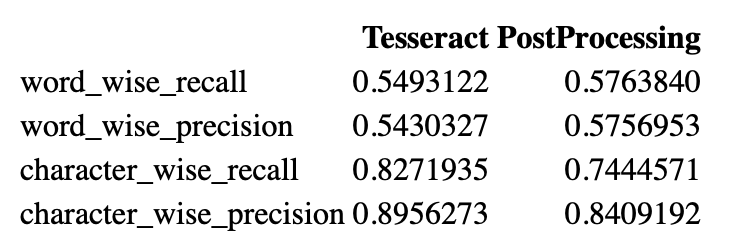 Tesseract PostProcessing
word_wise_recall 0.5493122 0.5763840
word_wise_precision 0.5430327 0.5756953
character_wise_recall 0.8271935 0.7444571
character_wise_precision 0.8956273 0.8409192